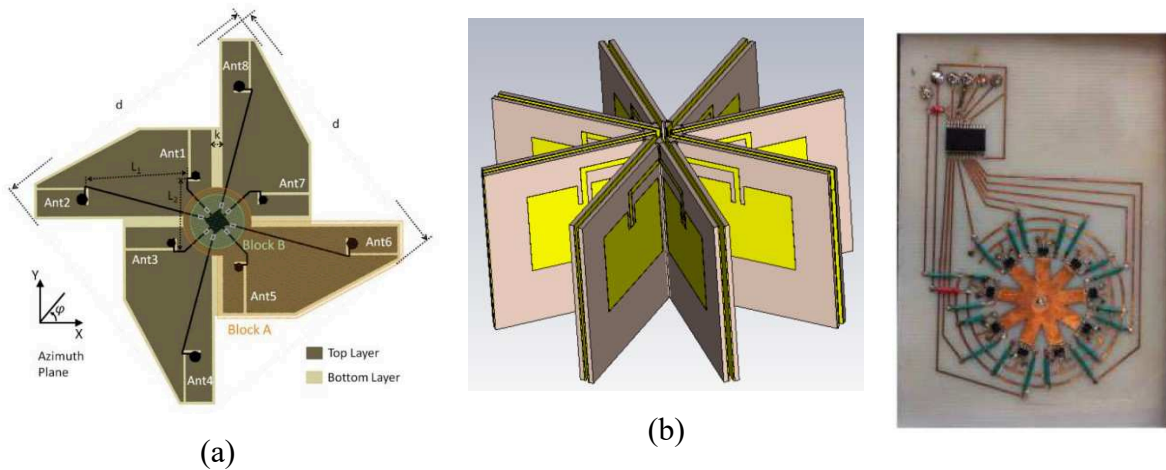 d
Ant8
d
k
Ant1
L1
Ant7
Ant2
L2
Ant6
Block B
Ant3
Ant5
Y
φ
X
Block A
Azimuth
Plane
Top Layer
Ant4
Bottom Layer
(a)
(b)